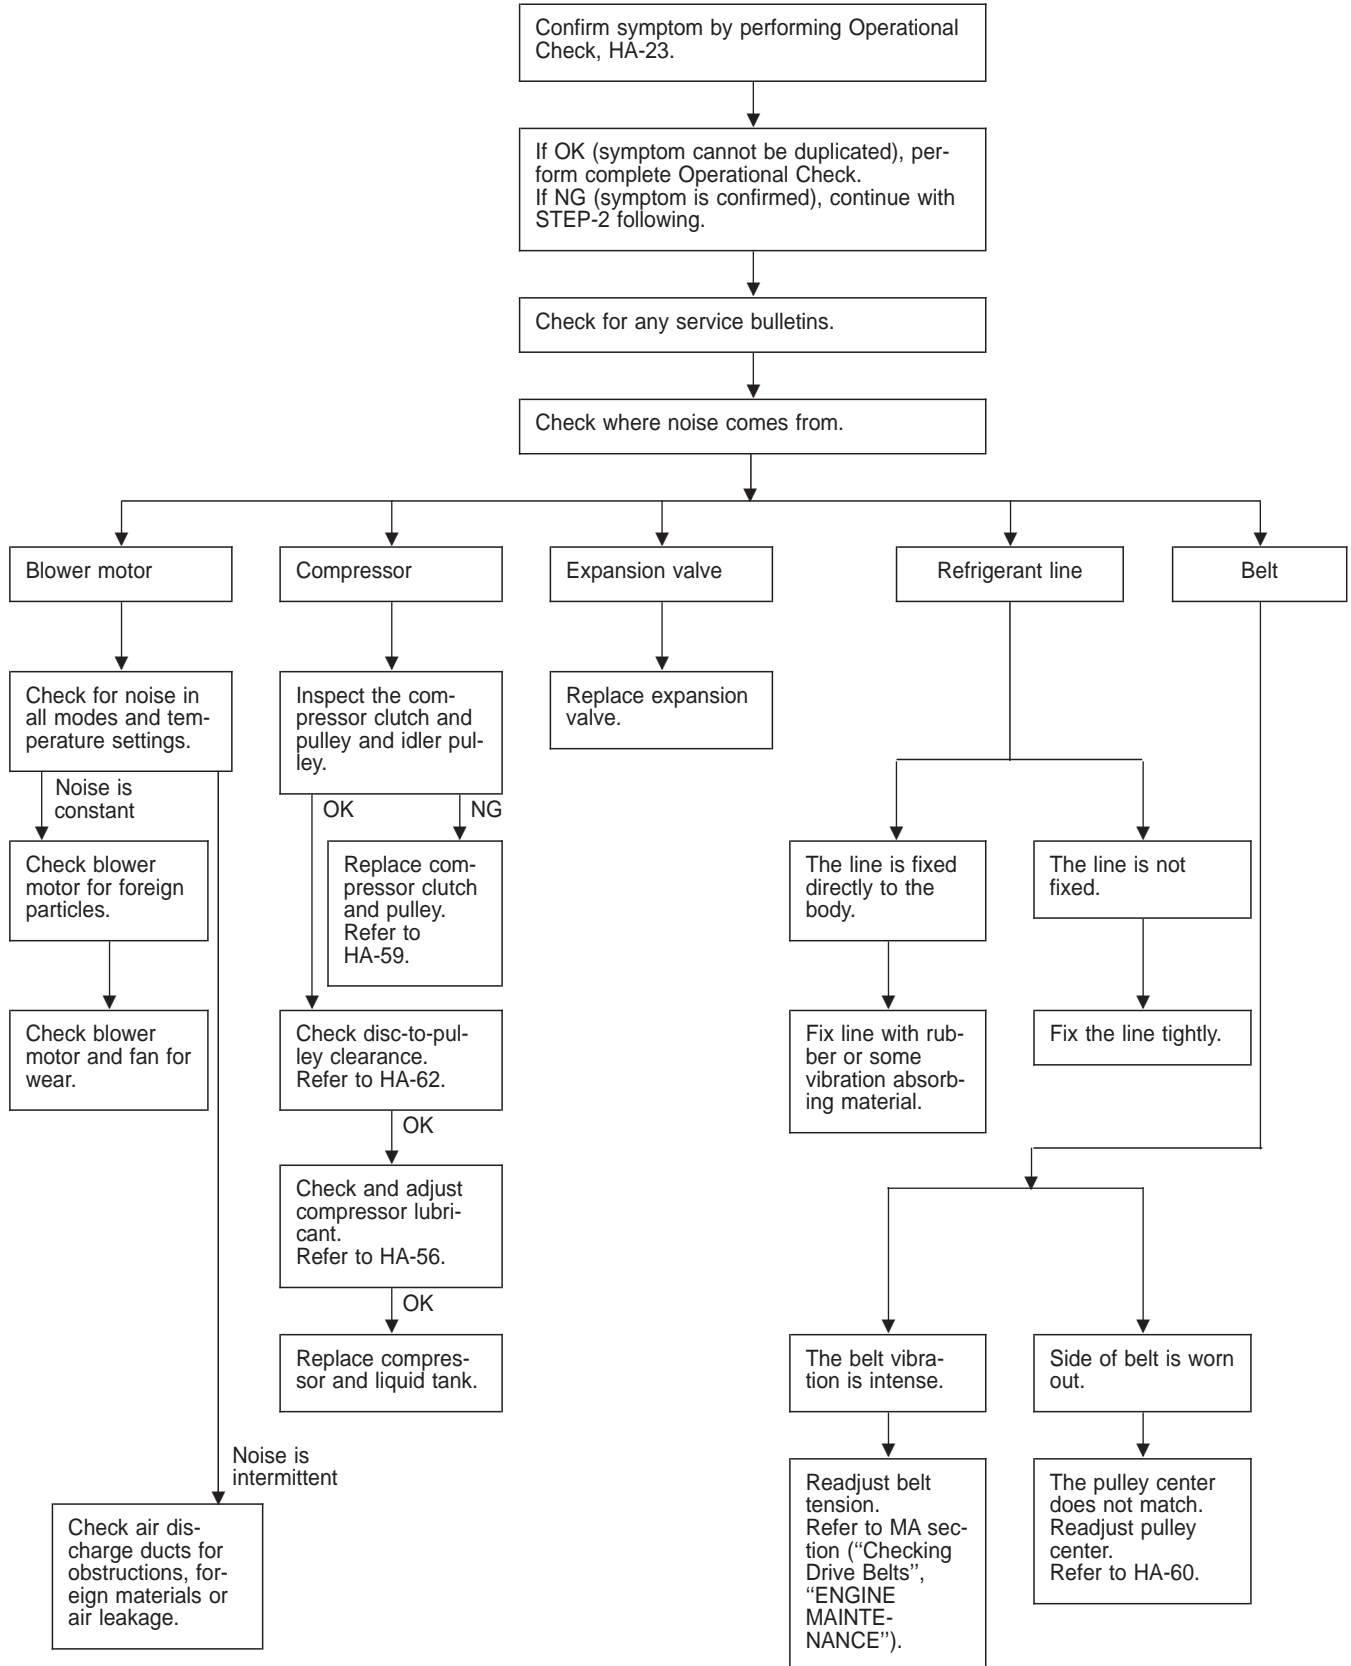 Confirm symptom by performing Operational
Check, HA-23.
If OK (symptom cannot be duplicated), per-
form complete Operational Check.
If NG (symptom is confirmed), continue with
STEP-2 following.
Check for any service bulletins.
Check where noise comes from.
Blower motor
Compressor
Expansion valve
Refrigerant line
Belt
Check for noise in
all modes and tem-
perature settings.
Inspect the com-
pressor clutch and
pulley and idler pul-
ley.
Replace expansion
valve.
Noise is
constant
OK
NG
Check blower
motor for foreign
particles.
Replace com-
pressor clutch
and pulley.
Refer to
HA-59.
The line is fixed
directly to the
body.
The line is not
fixed.
Check blower
motor and fan for
wear.
Check disc-to-pul-
ley clearance.
Refer to HA-62.
Fix line with rub-
ber or some
vibration absorb-
ing material.
Fix the line tightly.
OK
Check and adjust
compressor lubri-
cant.
Refer to HA-56.
OK
Replace compres-
sor and liquid tank.
The belt vibra-
tion is intense.
Side of belt is worn
out.
Noise is
intermittent
Check air dis-
charge ducts for
obstructions, for-
eign materials or
air leakage.
Readjust belt
tension.
Refer to MA sec-
tion (‘‘Checking
Drive Belts’’,
‘‘ENGINE
MAINTE-
NANCE’’).
The pulley center
does not match.
Readjust pulley
center.
Refer to HA-60.